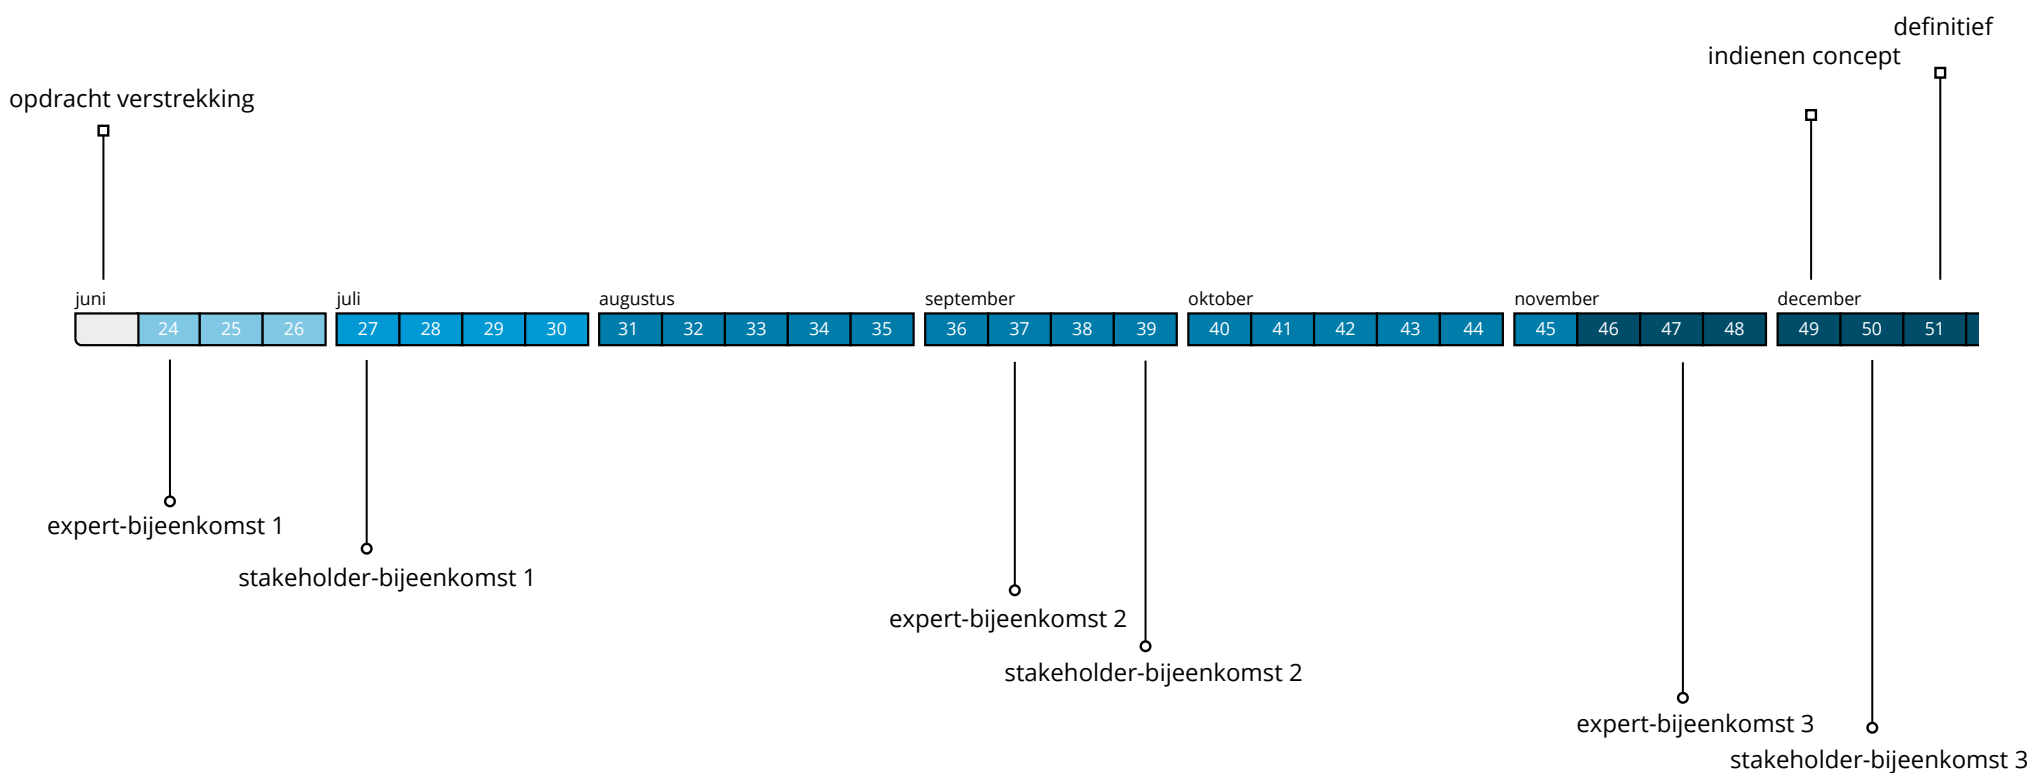 definitief
indienen concept
opdracht verstrekking
juni juli augustus september oktober november december
24 25 26 27 28 29 30 31 32 33 34 35 36 37 38 39 40 41 42 43 44 45 46 47 48 49 50 51
expert-bijeenkomst 1
stakeholder-bijeenkomst 1
expert-bijeenkomst 2
stakeholder-bijeenkomst 2
expert-bijeenkomst 3
stakeholder-bijeenkomst 3